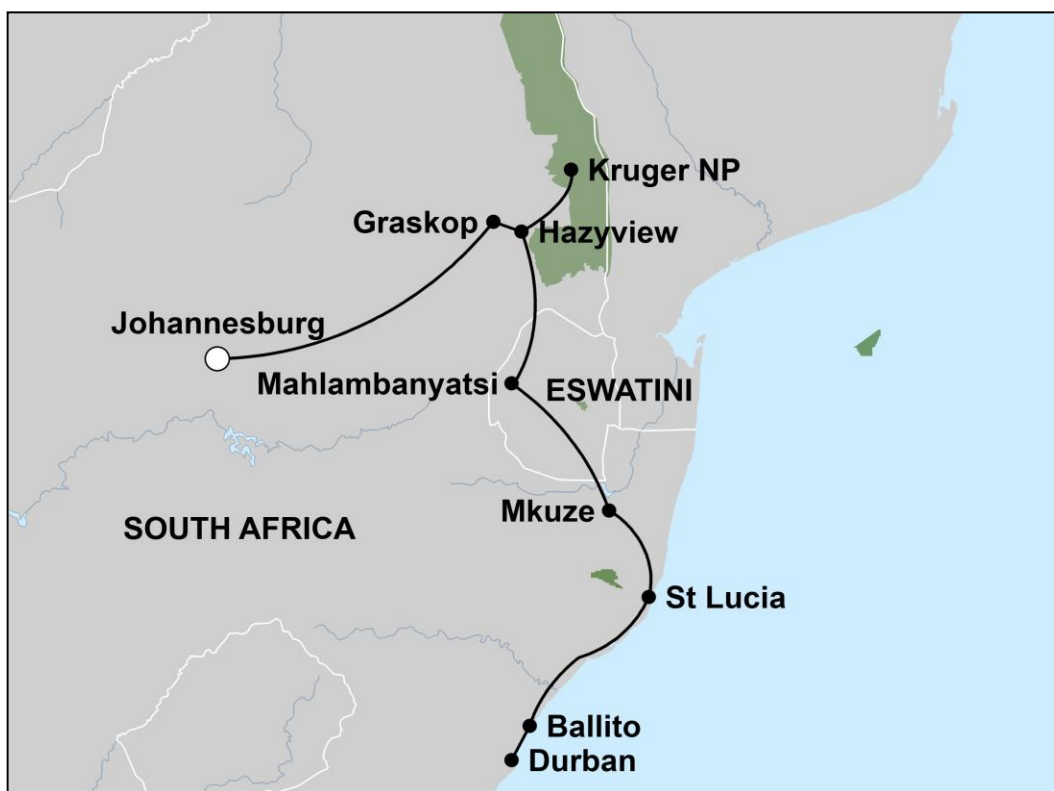 Kruger NP
Graskop
Hazyview
Johannesburg
Mahlambanyatsi
ESWATINI
Mkuze
SOUTH AFRICA
St Lucia
Ballito
Durban